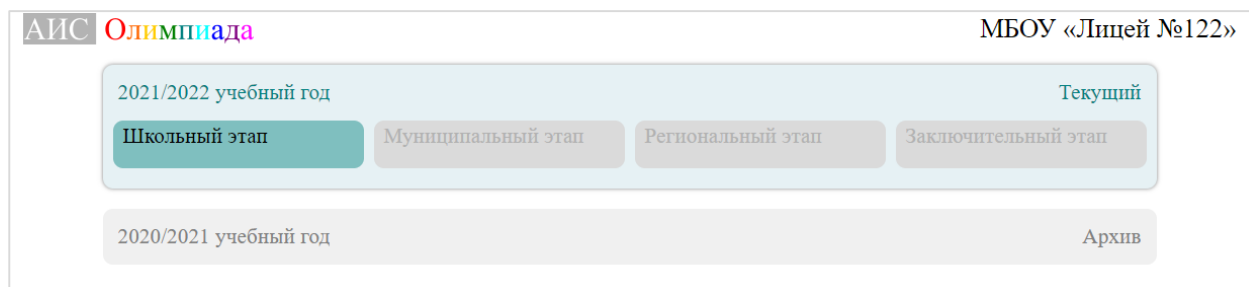 АИС Олимпиада МБОУ «Лицей №122»
2021/2022 учебный год Текущий
Школьный этап Муниципальный этап Региональный этап Заключительный этап
2020/2021 учебный год Архив